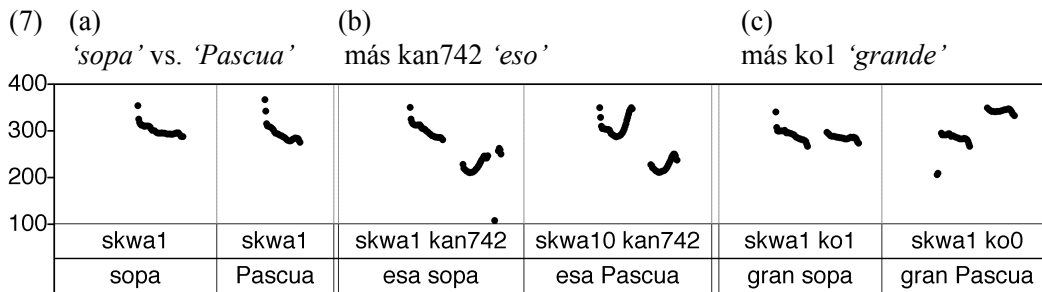 (7) (a) (b) (c)
‘sopa’ vs. ‘Pascua’ más kan742 ‘eso’ más ko1 ‘grande’
400
300
200
100
skwa1 skwa1 skwa1 kan742 skwa10 kan742 skwa1 ko1 skwa1 ko0
sopa Pascua esa sopa esa Pascua gran sopa gran Pascua